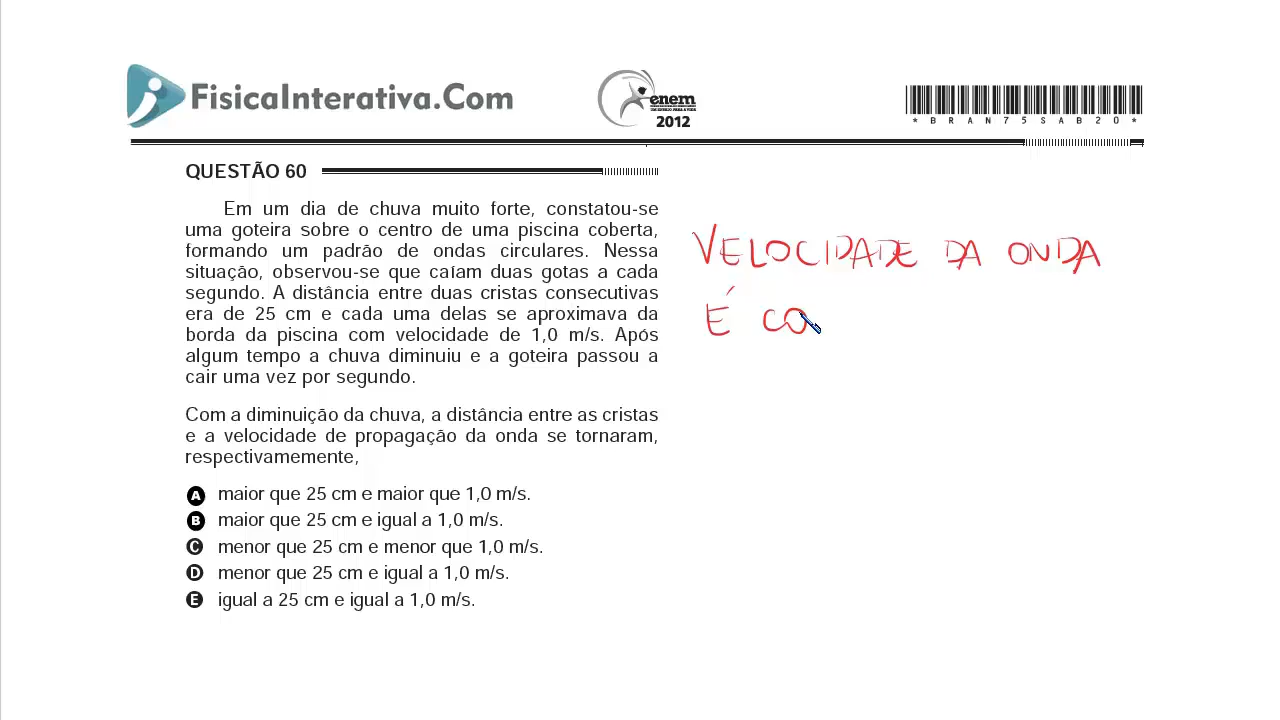 FisicaInterativa.Com
enem
2012
*BRAN75SAB20*
QUESTÃO 60
Em um dia de chuva muito forte, constatou-se
uma goteira sobre o centro de uma piscina coberta,
formando um padrão de ondas circulares. Nessa
situação, observou-se que caíam duas gotas a cada
segundo. A distância entre duas cristas consecutivas
era de 25 cm e cada uma delas se aproximava da
borda da piscina com velocidade de 1,0 m/s. Após
algum tempo a chuva diminuiu e a goteira passou a
cair uma vez por segundo.
Com a diminuição da chuva, a distância entre as cristas
e a velocidade de propagação da onda se tornaram,
respectivamemente,
A maior que 25 cm e maior que 1,0 m/s.
B maior que 25 cm e igual a 1,0 m/s.
C menor que 25 cm e menor que 1,0 m/s.
D menor que 25 cm e igual a 1,0 m/s.
E igual a 25 cm e igual a 1,0 m/s.
VELOCIDADE DA ONDA
É CO